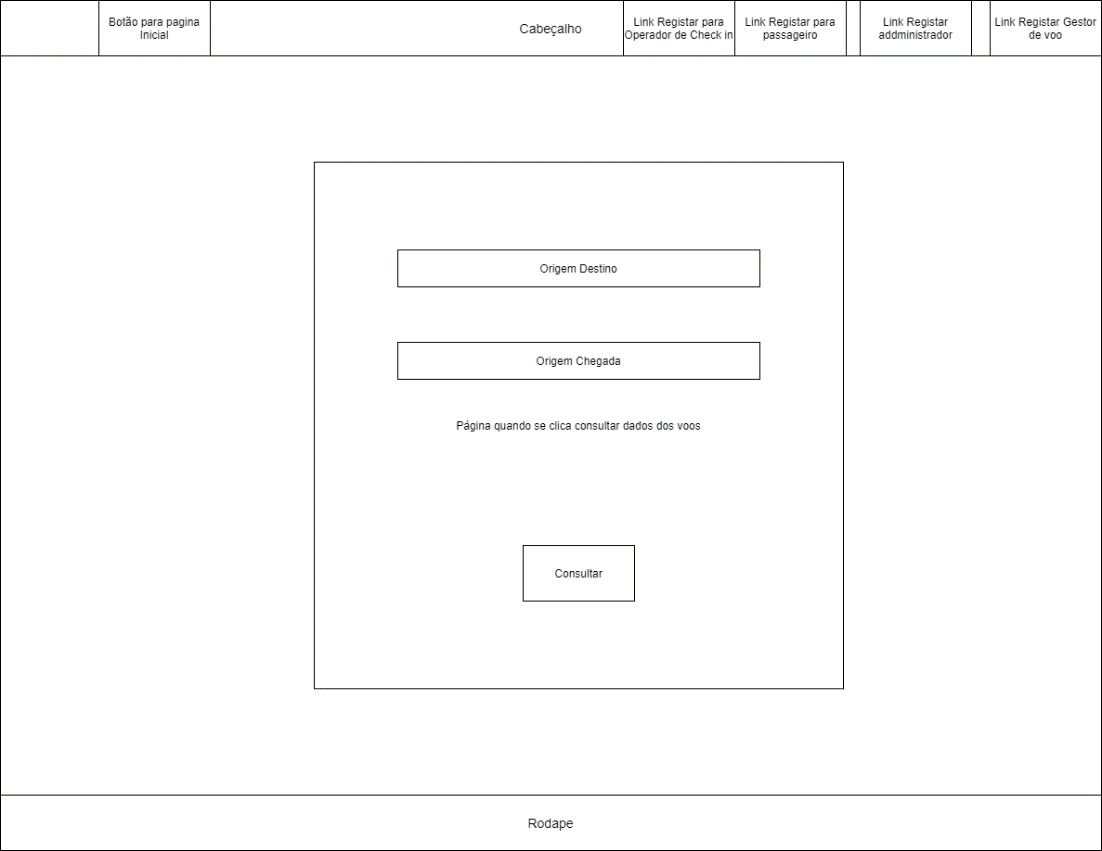 Botão para pagina
Inicial
Cabeçalho
Link Registar para
Operador de Check in
Link Registar para
passageiro
Link Registar
addministrador
Link Registar Gestor
de voo
Origem Destino
Origem Chegada
Página quando se clica consultar dados dos voos
Consultar
Rodape